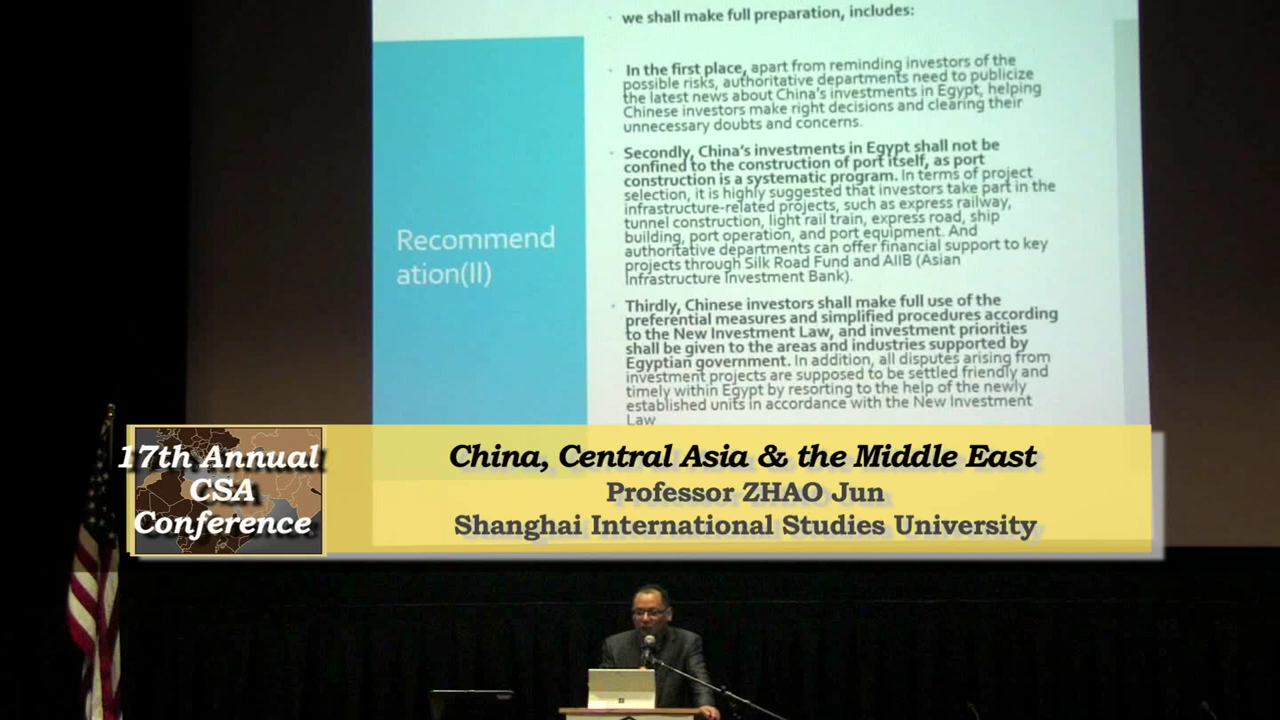 we shall make full preparation, includes:
In the first place, apart from reminding investors of the
possible risks, authoritative departments need to publicize
the latest news about China's investments in Egypt, helping
Chinese investors make right decisions and clearing their
unnecessary doubts and concerns.
Secondly, China's investments in Egypt shall not be
confined to the construction of port itself, as port
construction is a systematic program. In terms of project
selection, it is highly suggested that investors take part in the
infrastructure-related projects, such as express railway,
tunnel construction, light rail train, express road, ship
building, port operation, and port equipment. And
authoritative departments can offer financial support to key
projects through Silk Road Fund and AIIB (Asian
Infrastructure Investment Bank).
Recommend
ation(II)
Thirdly, Chinese investors shall make full use of the
preferential measures and simplified procedures according
to the New Investment Law, and investment priorities
shall be given to the areas and industries supported by
Egyptian government. In addition, all disputes arising from
investment projects are supposed to be settled friendly and
timely within Egypt by resorting to the help of the newly
established units in accordance with the New Investment
Law
17th Annual
CSA
Conference
China, Central Asia & the Middle East
Professor ZHAO Jun
Shanghai International Studies University